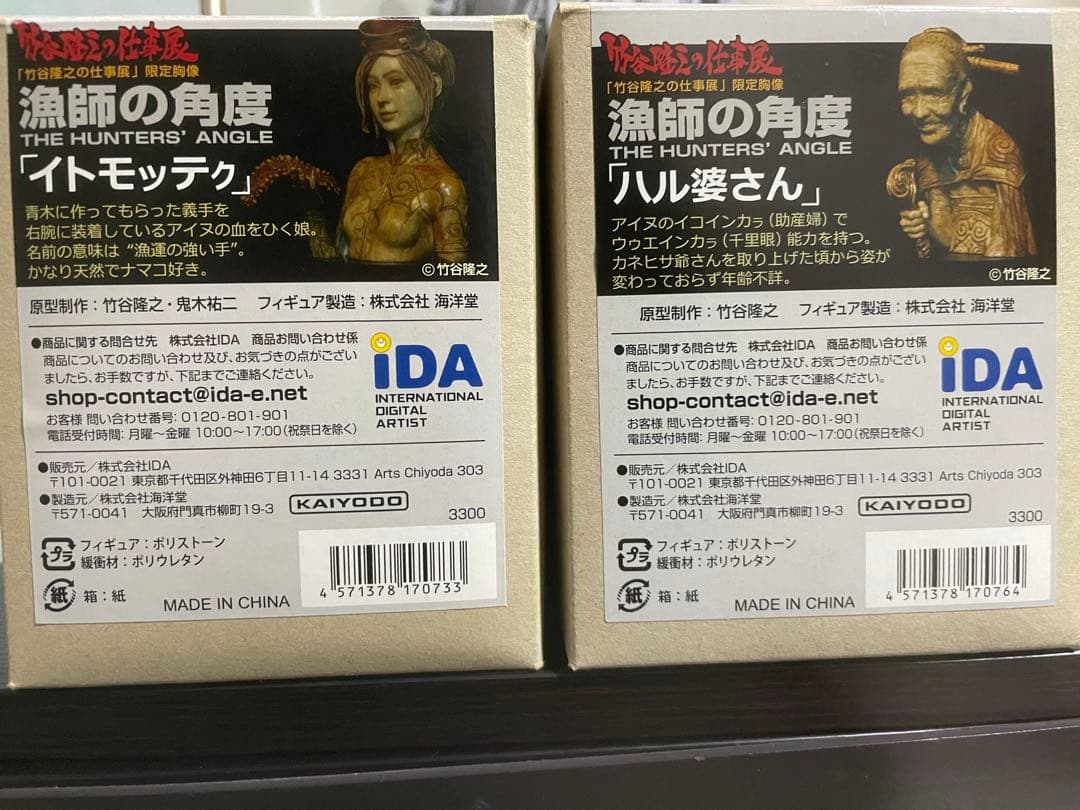 竹谷隆之の仕事展
「竹谷隆之の仕事展」限定胸像
漁師の角度
THE HUNTERS' ANGLE
「イトモㇿテㇰ」
青木に作ってもらった義手を
右腕に装着しているアイヌの血をひく娘。
名前の意味は“漁運の強い手”。
かなり天然でナマコ好き。
©竹谷隆之
原型制作：竹谷隆之・鬼木祐二 フィギュア製造：株式会社 海洋堂
●商品に関する問合せ先 株式会社IDA 商品お問い合わせ係
商品についてのお問い合わせ及び、お気づきの点がござい
ましたら、お手数ですが、下記までご連絡ください。
shop-contact@ida-e.net
お客様 問い合わせ番号: 0120-801-901
電話受付時間: 月曜～金曜 10:00～17:00(祝祭日を除く)
iDA
INTERNATIONAL
DIGITAL
ARTIST
●販売元／株式会社IDA
〒101-0021 東京都千代田区外神田6丁目11-14 3331 Arts Chiyoda 303
●製造元／株式会社海洋堂
〒571-0041 大阪府門真市柳町19-3
KAIYODO
3300
プラ
フィギュア：ポリストーン
緩衝材：ポリウレタン
紙
箱：紙
MADE IN CHINA
4 571378 170733
竹谷隆之の仕事展
「竹谷隆之の仕事展」限定胸像
漁師の角度
THE HUNTERS' ANGLE
「ハル婆さん」
アイヌのイコインカㇻ(助産婦)で
ウゥエインカㇻ(千里眼)能力を持つ。
カネヒサ爺さんを取り上げた頃から姿が
変わっておらず年齢不詳。
©竹谷隆之
原型制作：竹谷隆之 フィギュア製造：株式会社 海洋堂
●商品に関する問合せ先 株式会社IDA 商品お問い合わせ係
商品についてのお問い合わせ及び、お気づきの点がござい
ましたら、お手数ですが、下記までご連絡ください。
shop-contact@ida-e.net
お客様 問い合わせ番号: 0120-801-901
電話受付時間: 月曜～金曜 10:00～17:00(祝祭日を除く)
iDA
INTERNATIONAL
DIGITAL
ARTIST
●販売元／株式会社IDA
〒101-0021 東京都千代田区外神田6丁目11-14 3331 Arts Chiyoda 303
●製造元／株式会社海洋堂
〒571-0041 大阪府門真市柳町19-3
KAIYODO
3300
プラ
フィギュア：ポリストーン
緩衝材：ポリウレタン
紙
箱：紙
MADE IN CHINA
4 571378 170764